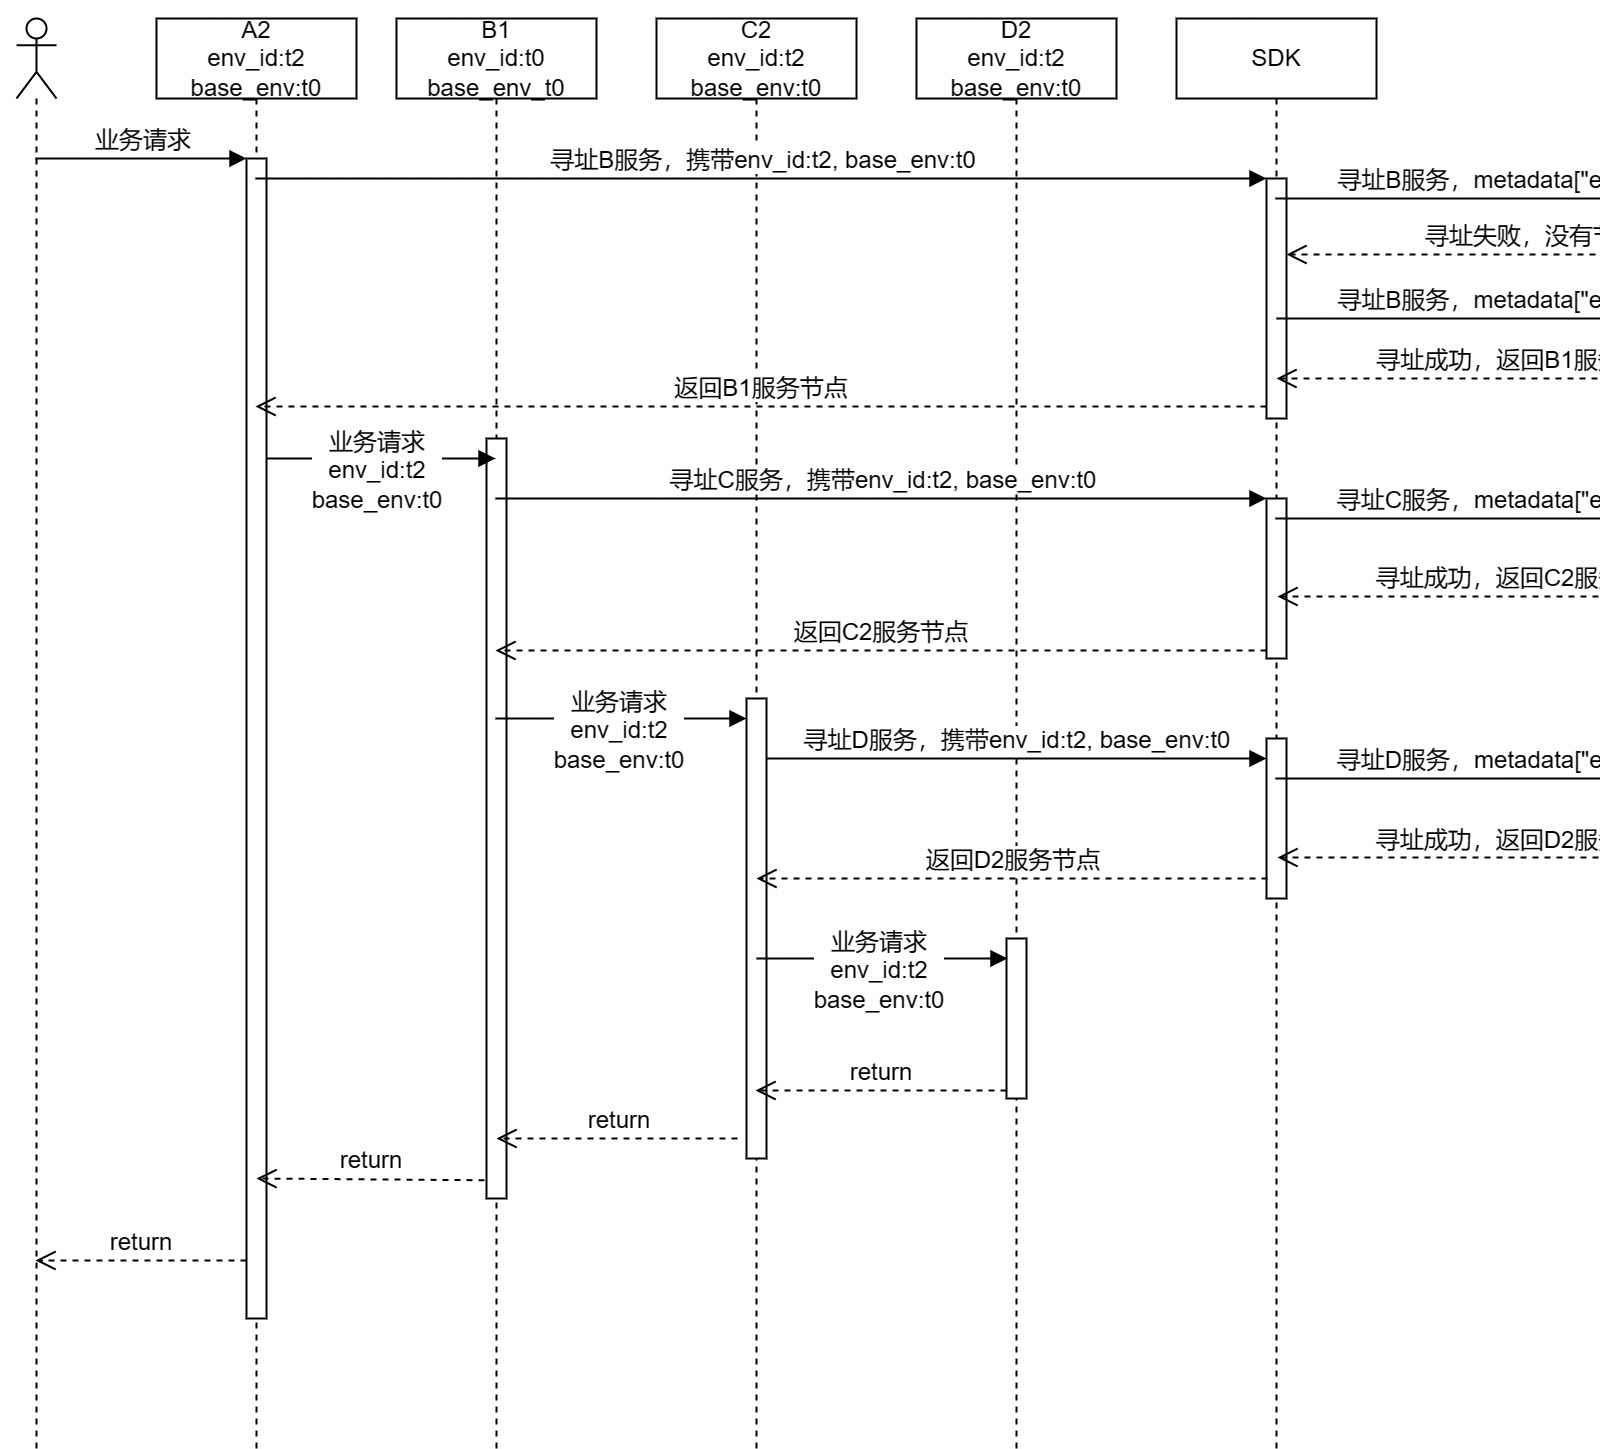 A2
env_id:t2
base_env:t0
B1
env_id:t0
base_env_t0
C2
env_id:t2
base_env:t0
D2
env_id:t2
base_env:t0
SDK
业务请求
寻址B服务，携带env_id:t2, base_env:t0
寻址B服务，metadata["e
寻址失败，没有
寻址B服务，metadata["e
寻址成功，返回B1服
返回B1服务节点
业务请求
env_id:t2
base_env:t0
寻址C服务，携带env_id:t2, base_env:t0
寻址C服务，metadata["e
寻址成功，返回C2服
返回C2服务节点
业务请求
env_id:t2
base_env:t0
寻址D服务，携带env_id:t2, base_env:t0
寻址D服务，metadata["e
寻址成功，返回D2服
返回D2服务节点
业务请求
env_id:t2
base_env:t0
return
return
return
return